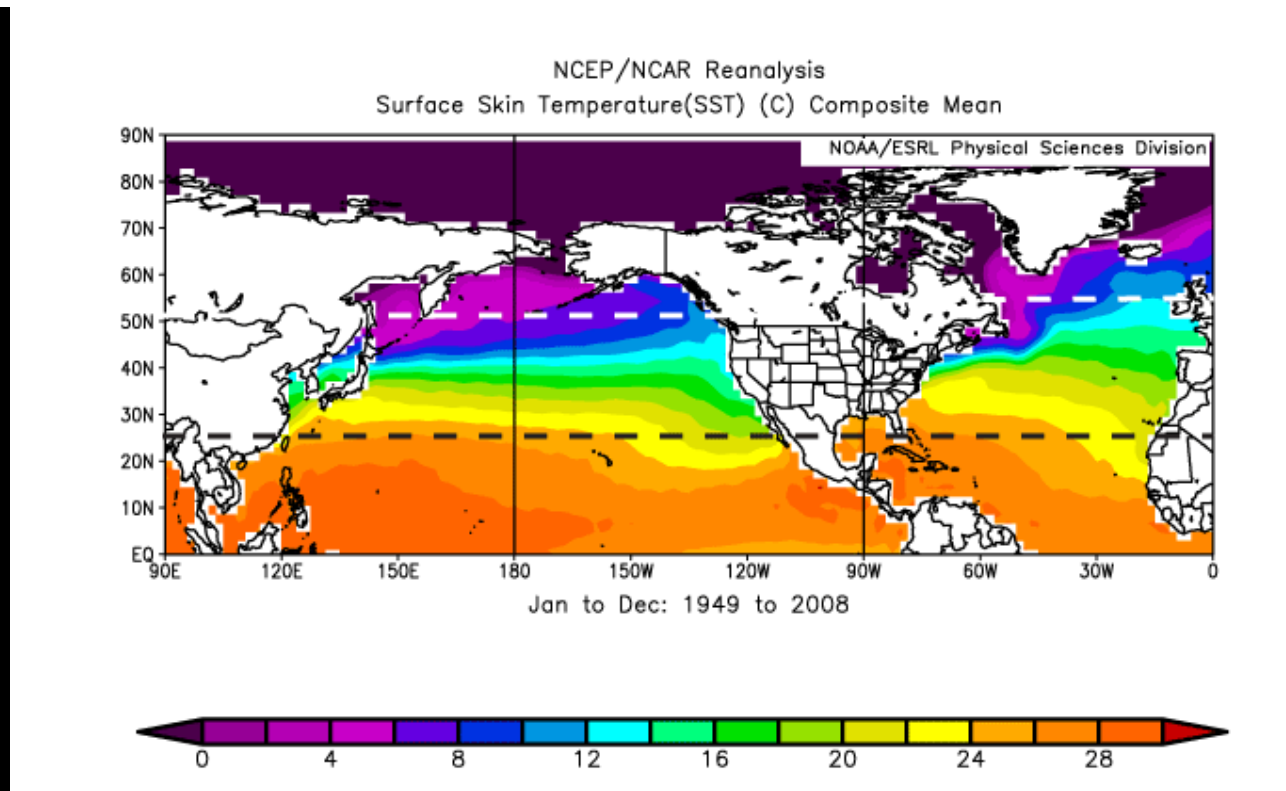 NCEP/NCAR Reanalysis
Surface Skin Temperature(SST) (C) Composite Mean
NOAA/ESRL Physical Sciences Division
90N
80N
70N
60N
50N
40N
30N
20N
10N
EQ
90E 120E 150E 180 150W 120W 90W 60W 30W 0
Jan to Dec: 1949 to 2008
0 4 8 12 16 20 24 28